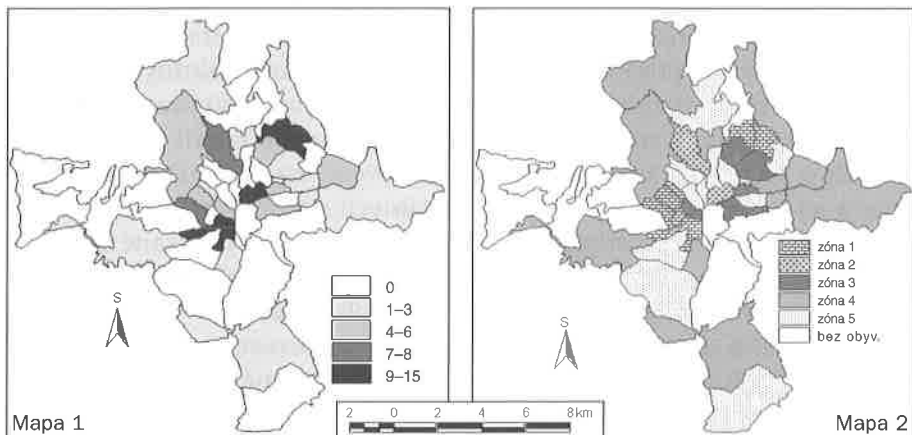 S
0
1–3
4–6
7–8
9–15
Mapa 1
S
zóna 1
zóna 2
zóna 3
zóna 4
zóna 5
bez obyv.
Mapa 2
2 0 2 4 6 8 km